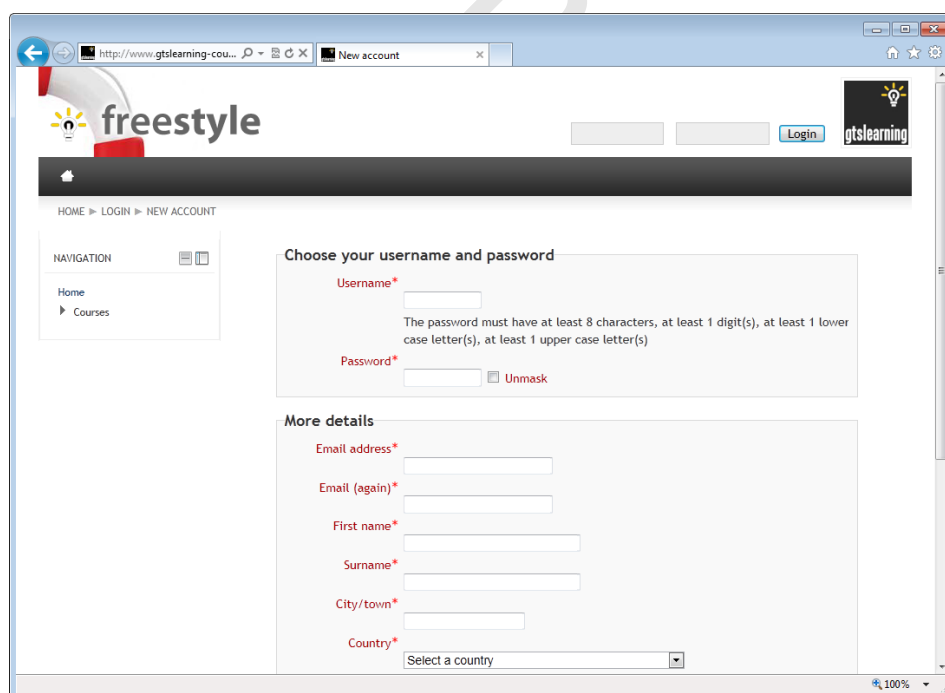 http://www.gtslearning-cou...
New account
freestyle
Login
gtslearning
HOME ► LOGIN ► NEW ACCOUNT
NAVIGATION
Home
Courses
Choose your username and password
Username*
The password must have at least 8 characters, at least 1 digit(s), at least 1 lower
case letter(s), at least 1 upper case letter(s)
Password*
Unmask
More details
Email address*
Email (again)*
First name*
Surname*
City/town*
Country*
Select a country
100%